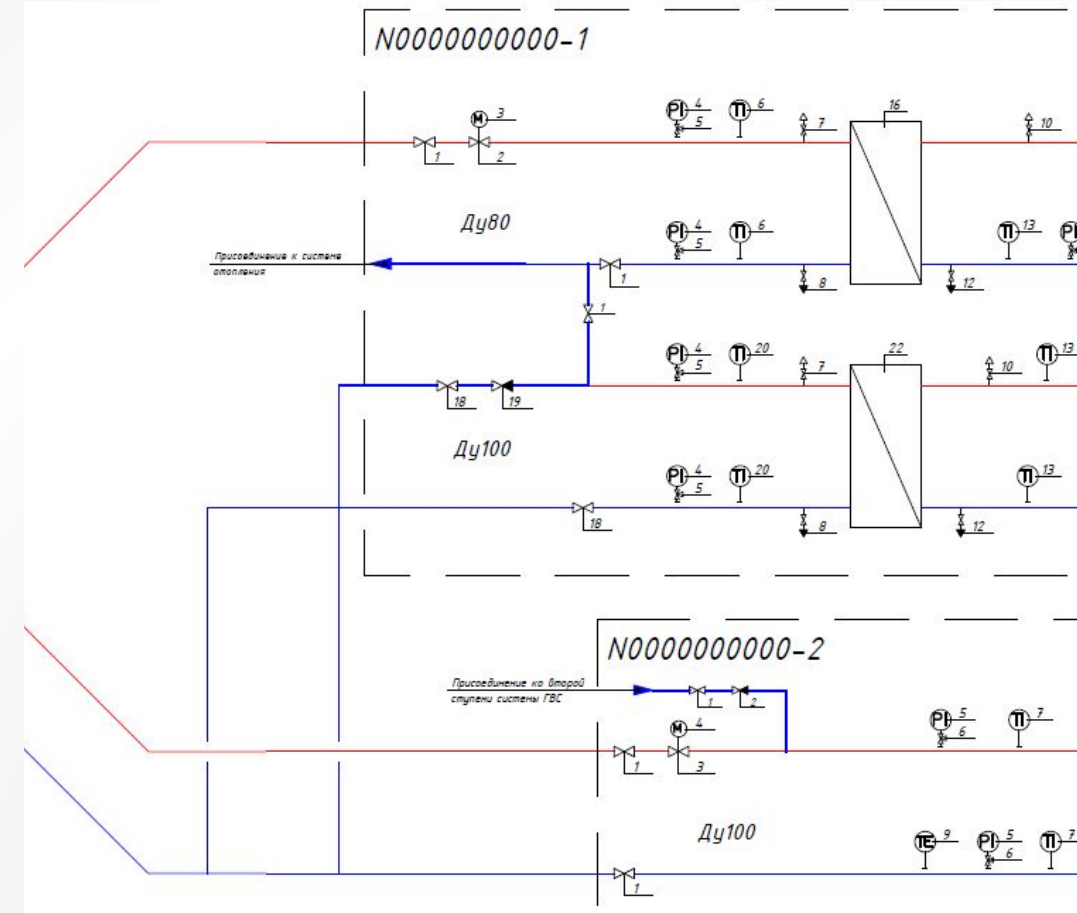 N0000000000-1
3
M
1
2
PI
4
5
TI
6
7
16
10
Ду80
Присоединение к системе
отопления
1
PI
4
5
TI
6
8
TI
13
PI
12
1
PI
4
5
TI
20
7
22
10
TI
13
18
19
Ду100
PI
4
5
TI
20
TI
13
18
8
12
N0000000000-2
Присоединение ко второй
ступени системы ГВС
1
2
M
4
1
3
PI
5
6
TI
7
Ду100
TE
9
PI
5
6
TI
7
1